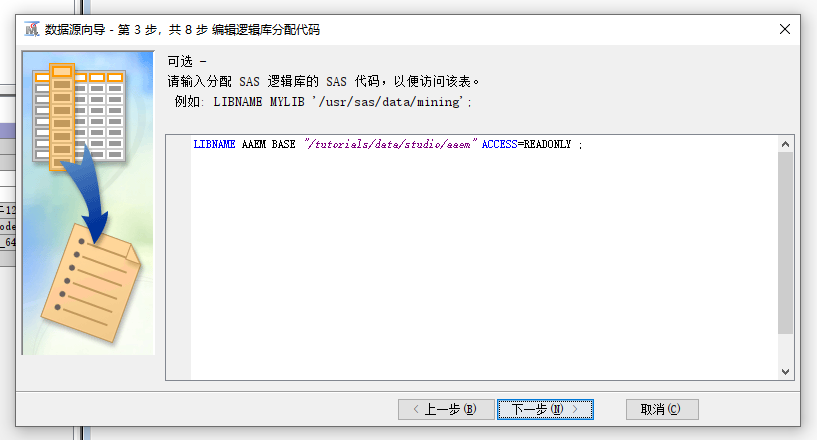 数据源向导 - 第 3 步，共 8 步 编辑逻辑库分配代码
可选 -
请输入分配 SAS 逻辑库的 SAS 代码，以便访问该表。
例如: LIBNAME MYLIB '/usr/sas/data/mining';
LIBNAME AAEM BASE "/tutorials/data/studio/aaem" ACCESS=READONLY ;
ode
_64
< 上一步(B)
下一步(N) >
取消(C)